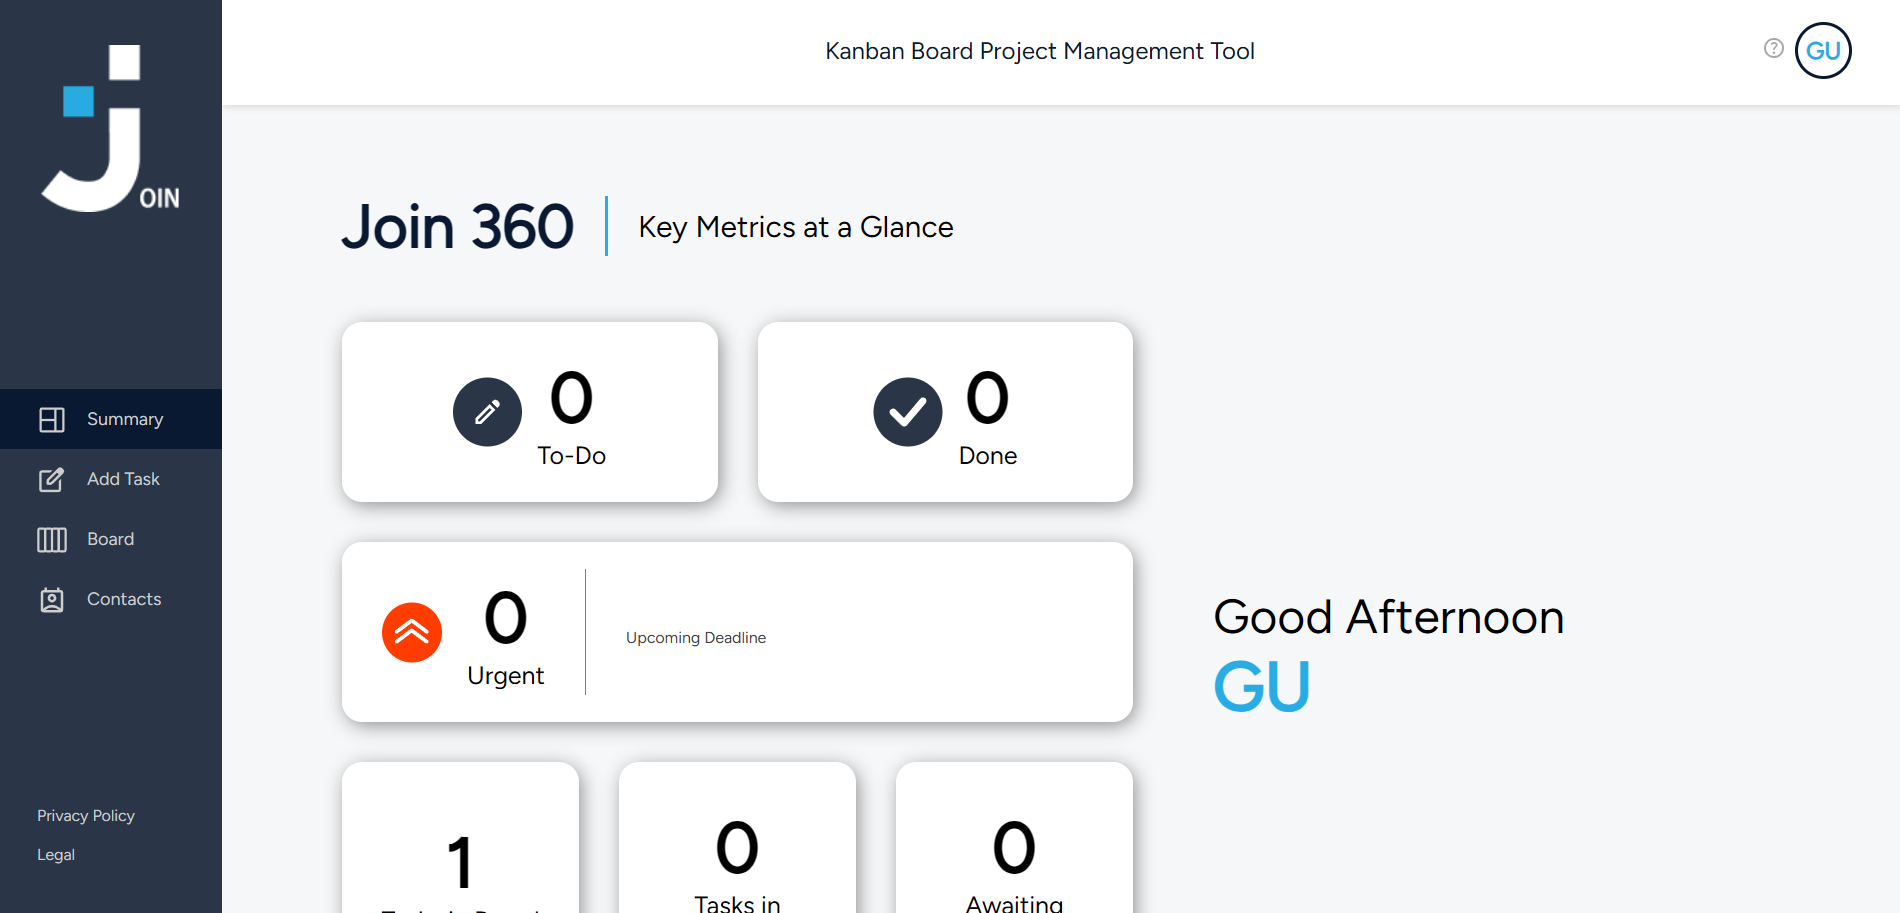 OIN
Kanban Board Project Management Tool
GU
Join 360
Key Metrics at a Glance
Summary
Add Task
Board
Contacts
Privacy Policy
Legal
0
To-Do
0
Done
0
Urgent
Upcoming Deadline
Good Afternoon
GU
1
0
Tasks in
0
Awaiting